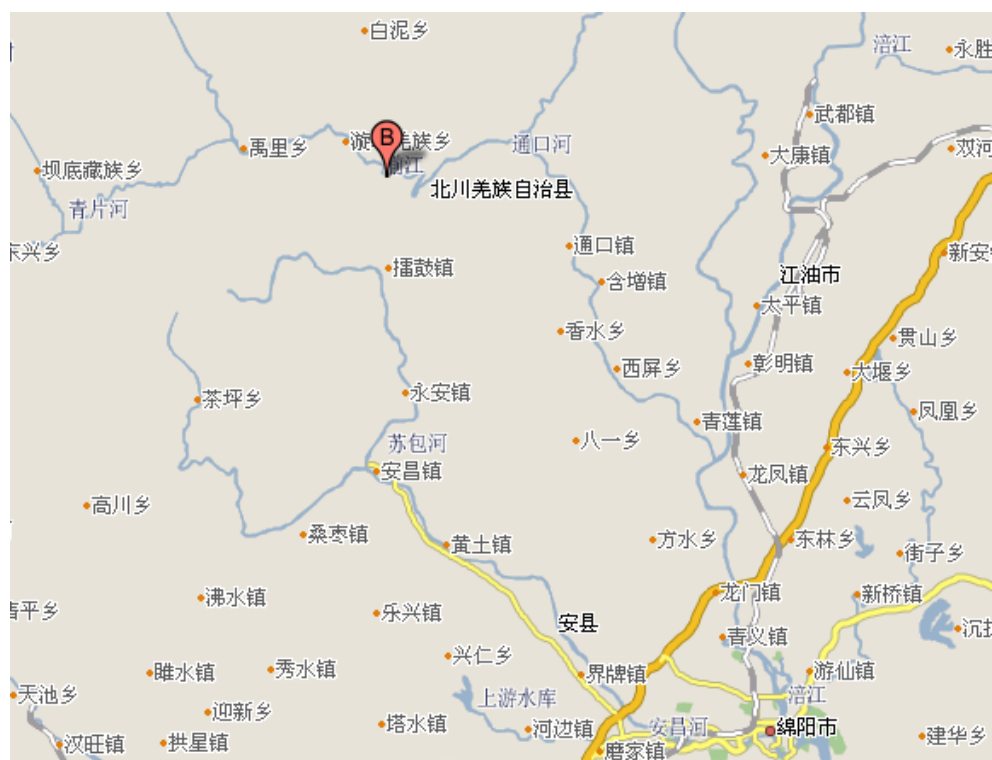 白泥乡
涪江
永胜
武都镇
禹里乡
B
羌族乡
通口河
大康镇
双河
坝底藏族乡
青片河
北川羌族自治县
东兴乡
通口镇
新安
擂鼓镇
含增镇
江油市
太平镇
香水乡
贯山乡
西屏乡
彰明镇
大堰乡
茶坪乡
永安镇
凤凰乡
青莲镇
苏包河
八一乡
东兴乡
安昌镇
龙凤镇
高川乡
云凤乡
桑枣镇
黄土镇
方水乡
东林乡
街子乡
沸水镇
龙门镇
新桥镇
乐兴镇
安县
青义镇
兴仁乡
雎水镇
秀水镇
界牌镇
游仙镇
天池乡
上游水库
涪江
迎新乡
塔水镇
河边镇
安昌河
绵阳市
建华乡
汉旺镇
拱星镇
磨家镇